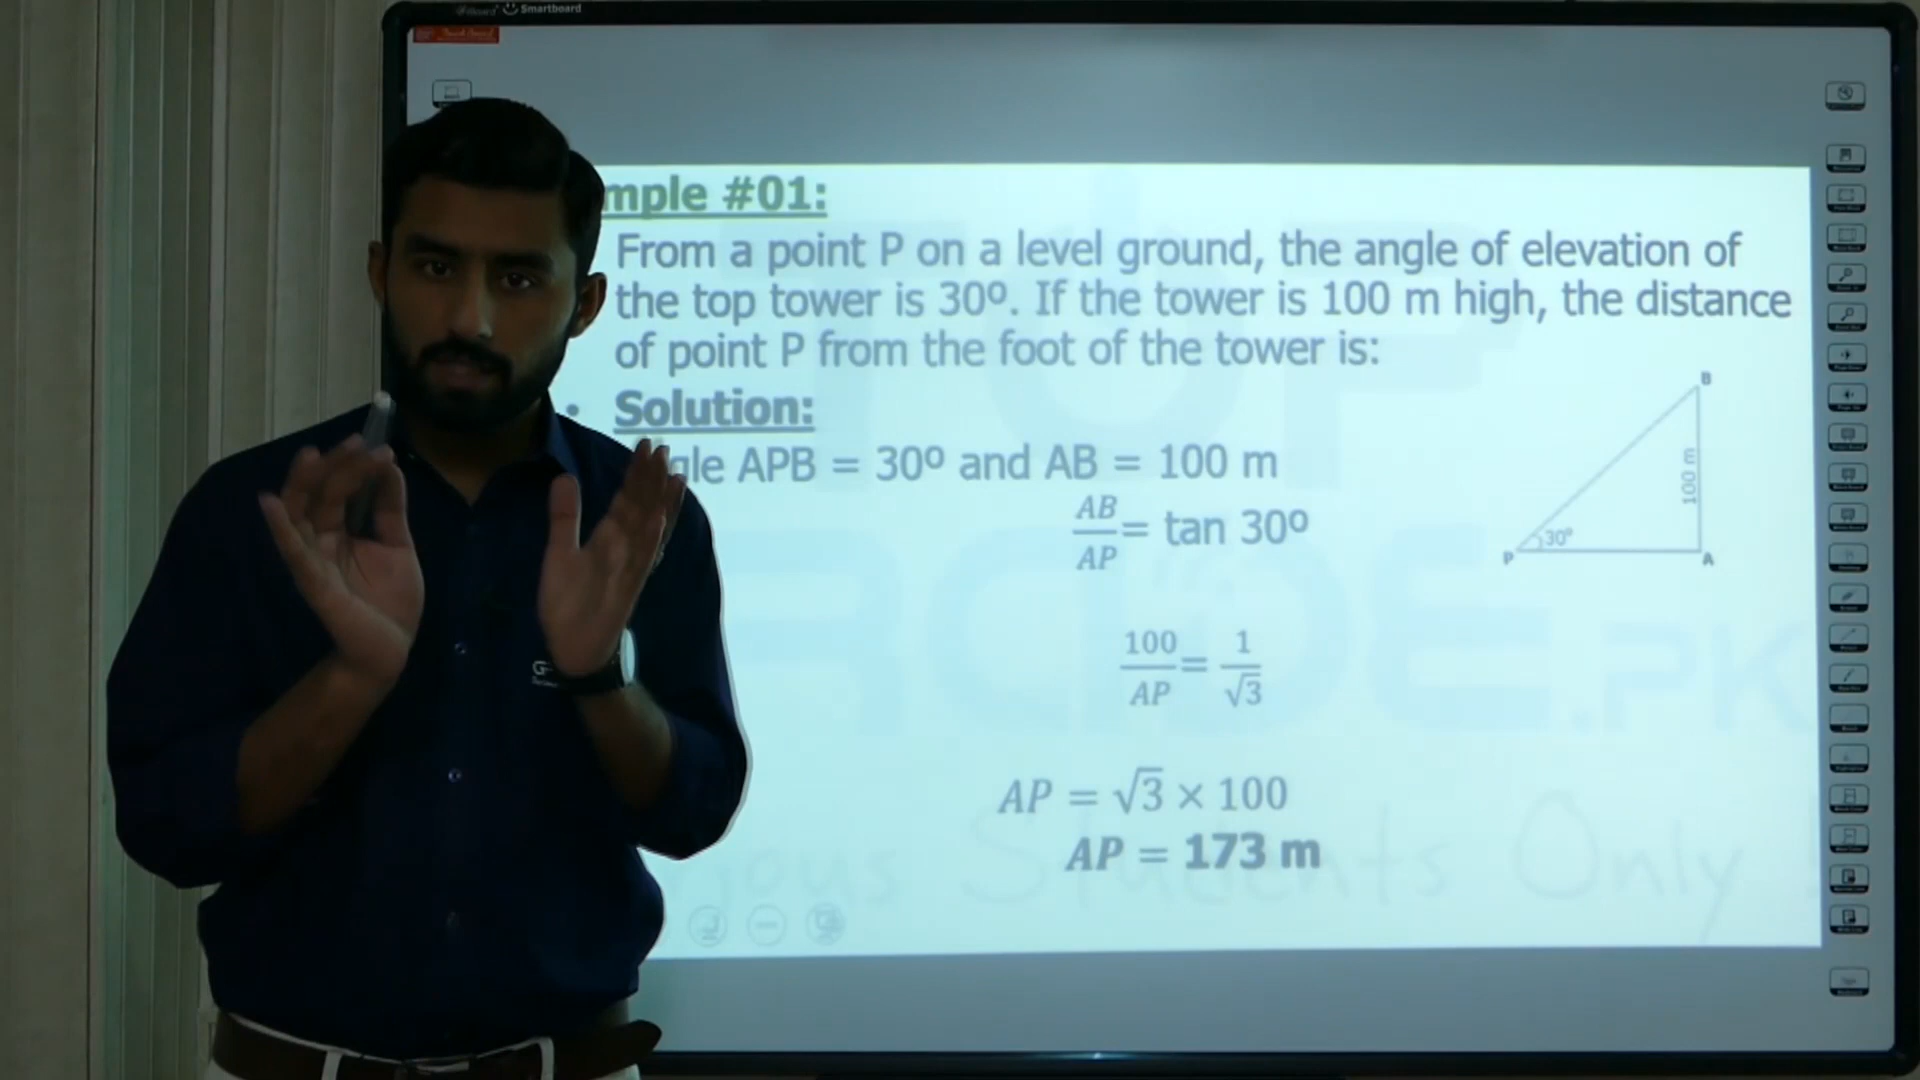 Smartboard
mple #01:
From a point P on a level ground, the angle of elevation of
the top tower is 30º. If the tower is 100 m high, the distance
of point P from the foot of the tower is:
• Solution:
gle APB = 30º and AB = 100 m
AB/AP = tan 30º
100/AP = 1/√3
AP = √3 × 100
AP = 173 m
B
100 m
30º
P
A
Students Only